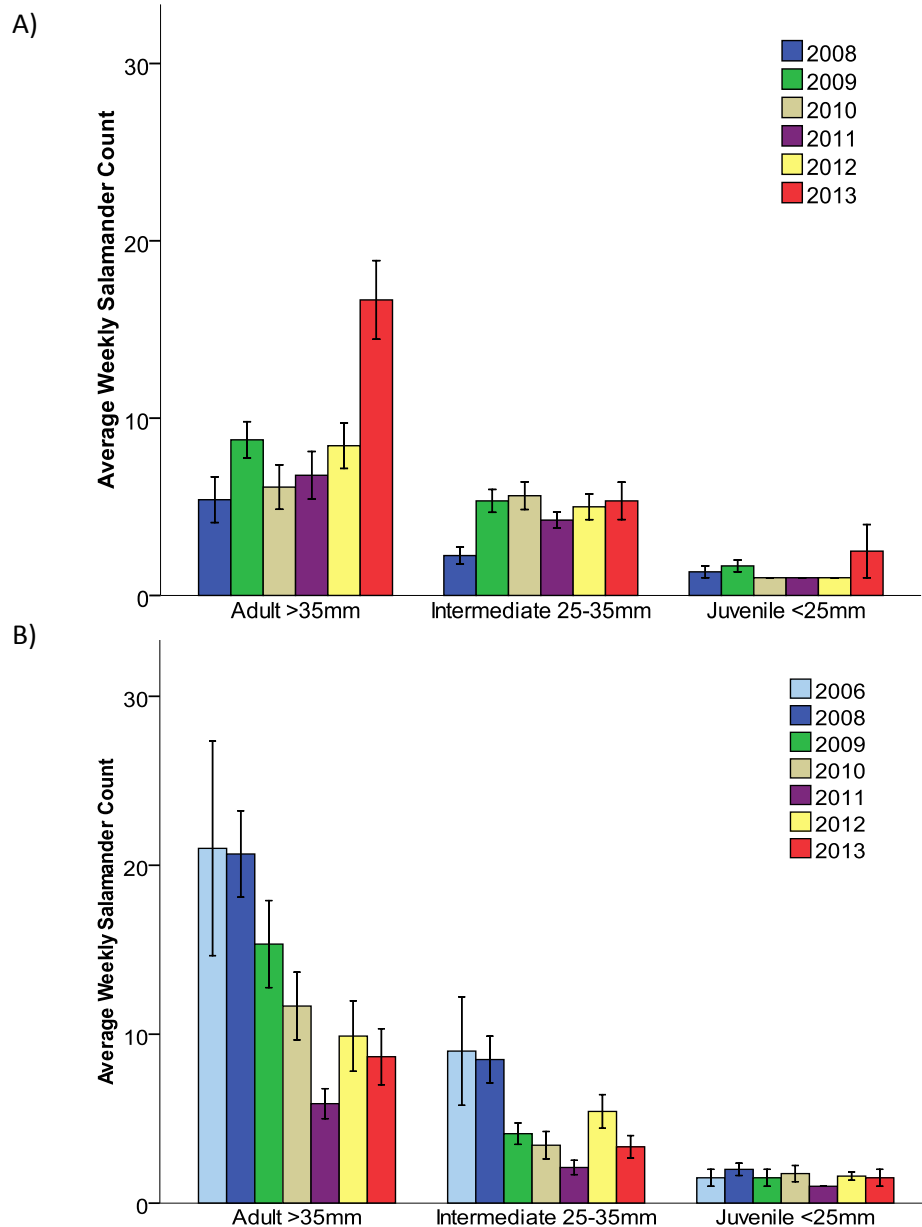 A)
Average Weekly Salamander Count
30
20
10
0
2008
2009
2010
2011
2012
2013
Adult >35mm
Intermediate 25-35mm
Juvenile <25mm
B)
Average Weekly Salamander Count
30
20
10
0
2006
2008
2009
2010
2011
2012
2013
Adult >35mm
Intermediate 25-35mm
Juvenile <25mm